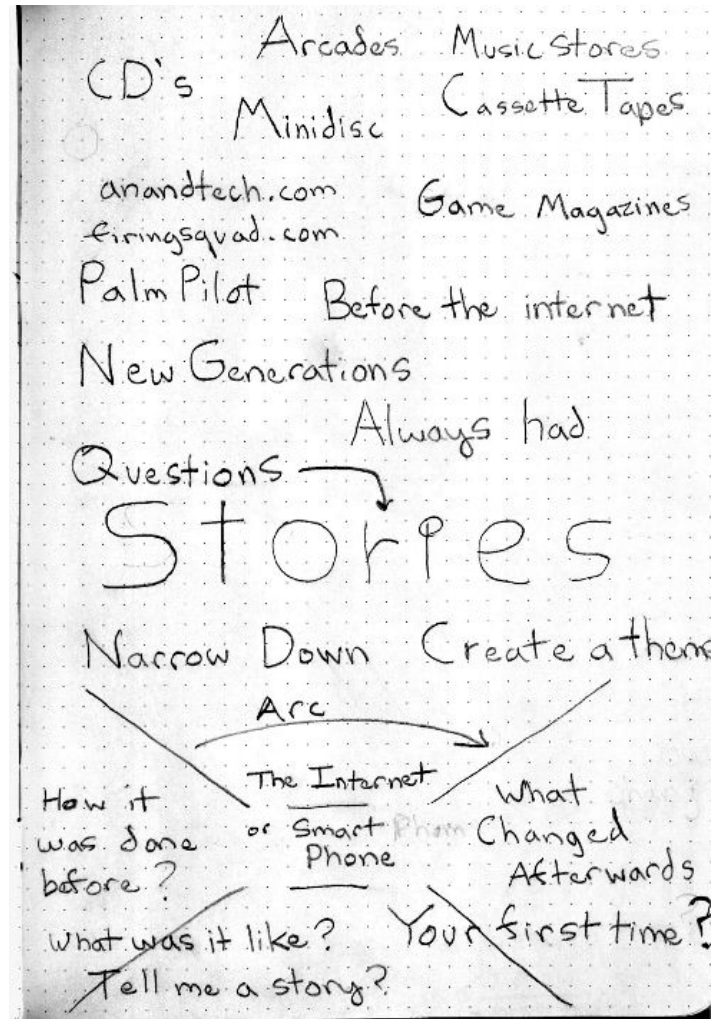 Arcades Music Stores
CD's
Minidisc
Cassette Tapes
anandtech.com
Game Magazines
firingsquad.com
Palm Pilot
Before the internet
New Generations
Always had
Questions
Stories
Narrow Down Create a theme
Arc
The Internet
or Smart Phone
Phone
How it
was done
before?
What
Changed
Afterwards
What was it like?
Your first time?
Tell me a story?